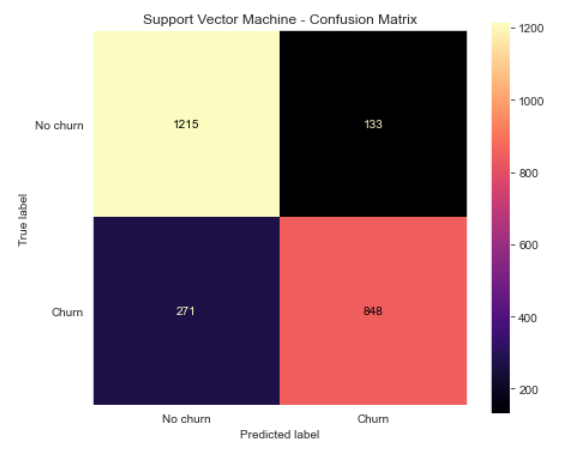 Support Vector Machine - Confusion Matrix
True label
No churn
1215
133
Churn
271
848
No churn
Churn
Predicted label
1200
1000
800
600
400
200